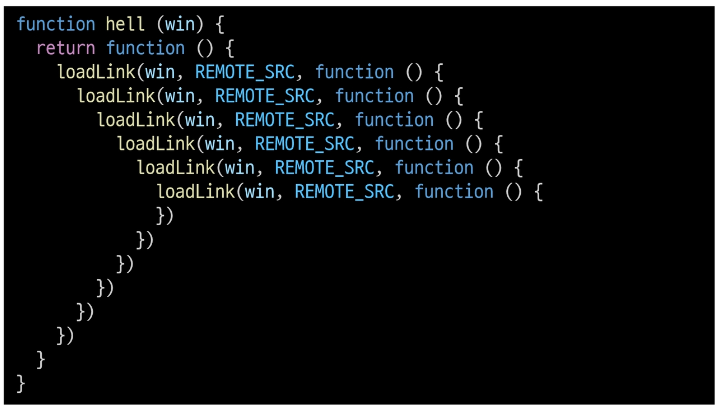 function hell (win) {
  return function () {
    loadLink(win, REMOTE_SRC, function () {
      loadLink(win, REMOTE_SRC, function () {
        loadLink(win, REMOTE_SRC, function () {
          loadLink(win, REMOTE_SRC, function () {
            loadLink(win, REMOTE_SRC, function () {
              loadLink(win, REMOTE_SRC, function () {
              })
            })
          })
        })
      })
    })
  }
}